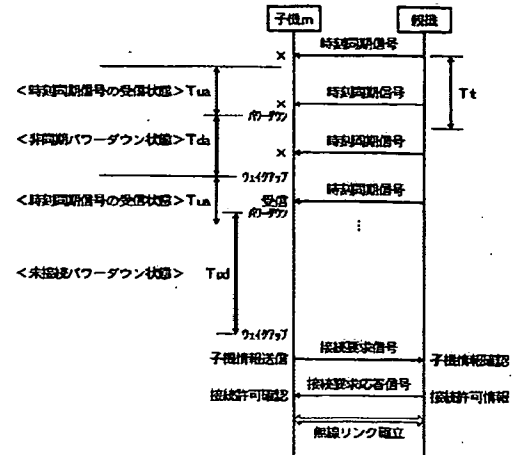 子機m
親機
時刻同期信号
×
Tt
<時刻同期信号の受信状態> Tua
時刻同期信号
×
パワーダウン
<非同期パワーダウン状態> Tda
時刻同期信号
×
ウェイクアップ
時刻同期信号
<時刻同期信号の受信状態> Tua
受信
パワーダウン
<未接続パワーダウン状態>
ウェイクアップ
接続要求信号
子機情報送信
子機情報確認
接続要求応答信号
接続許可確認
接続許可情報
無線リンク確立